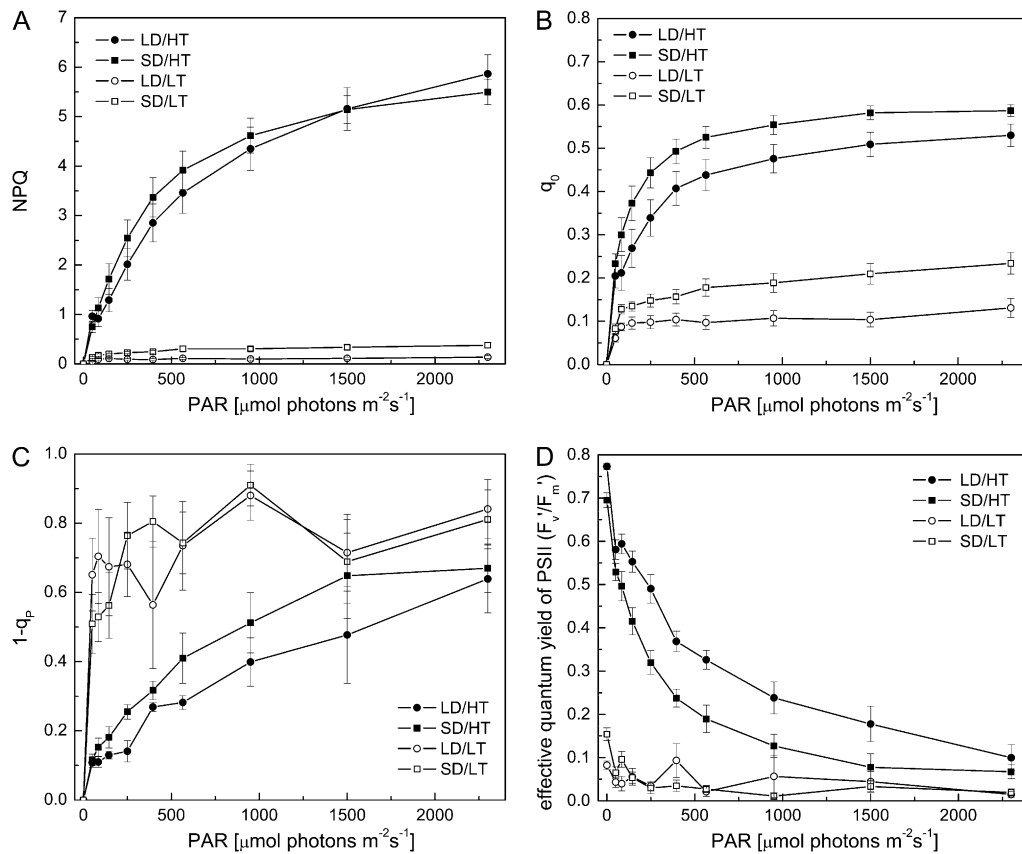 A
7
6
5
4
3
2
1
0
NPQ
LD/HT
SD/HT
LD/LT
SD/LT
0 500 1000 1500 2000
PAR [μmol photons m⁻²s⁻¹]
B
0.8
0.7
0.6
0.5
0.4
0.3
0.2
0.1
0.0
q₀
LD/HT
SD/HT
LD/LT
SD/LT
0 500 1000 1500 2000
PAR [μmol photons m⁻²s⁻¹]
C
1.0
0.8
0.6
0.4
0.2
0.0
1-qₚ
LD/HT
SD/HT
LD/LT
SD/LT
0 500 1000 1500 2000
PAR [μmol photons m⁻²s⁻¹]
D
0.8
0.7
0.6
0.5
0.4
0.3
0.2
0.1
0.0
effective quantum yield of PSII (Fᵥ'/Fₘ')
LD/HT
SD/HT
LD/LT
SD/LT
0 500 1000 1500 2000
PAR [μmol photons m⁻²s⁻¹]